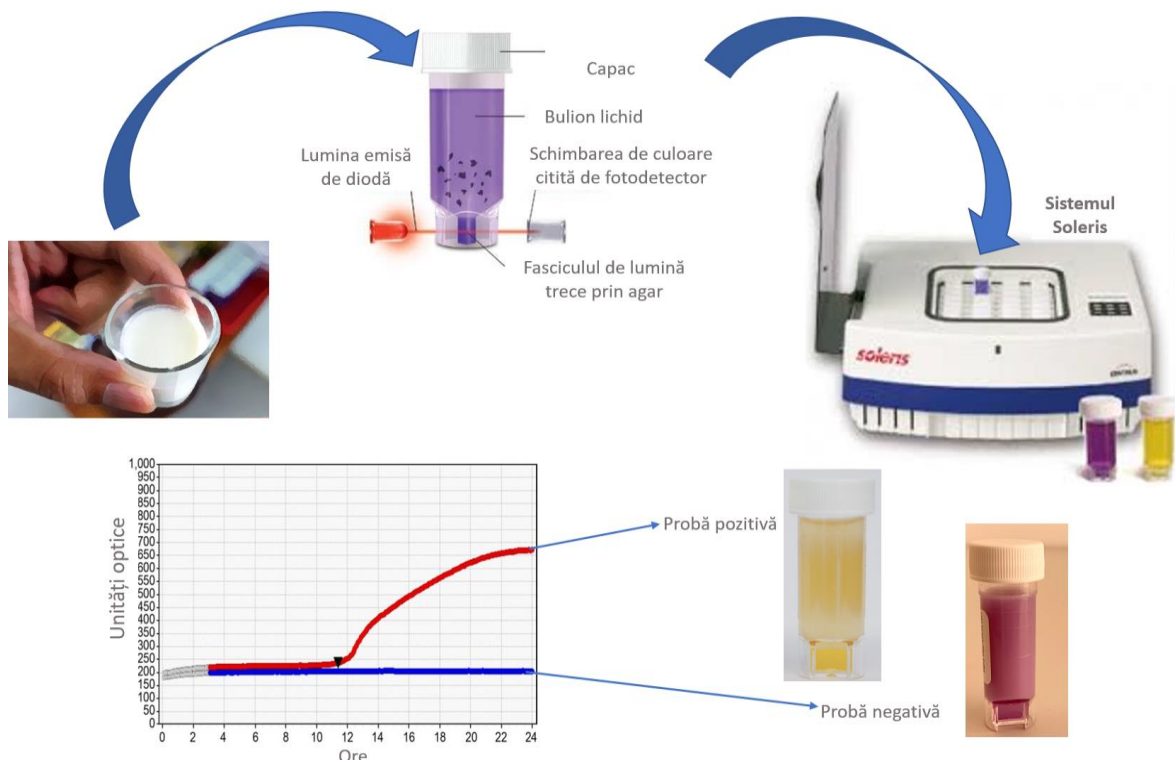 Capac
Bulion lichid
Lumina emisă
de diodă
Schimbarea de culoare
citită de fotodetector
Fasciculul de lumină
trece prin agar
Sistemul
Soleris
soleris
Unități optice
1,000
950
900
850
800
750
700
650
600
550
500
450
400
350
300
250
200
150
100
50
0
0 2 4 6 8 10 12 14 16 18 20 22 24
Ore
Probă pozitivă
Probă negativă